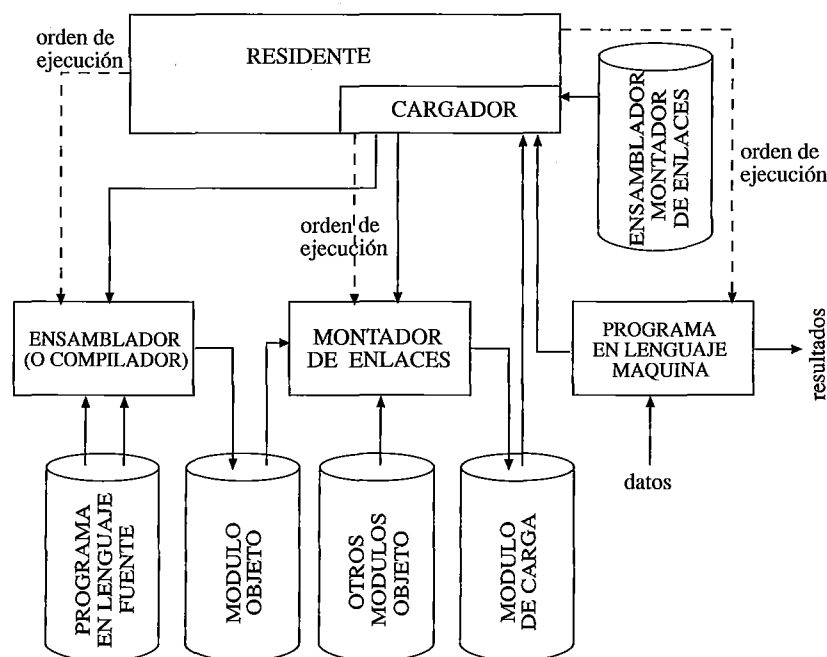 orden de
ejecución
RESIDENTE
CARGADOR
ENSAMBLADOR
MONTADOR
DE ENLACES
orden de
ejecución
orden de
ejecución
ENSAMBLADOR
(O COMPILADOR)
MONTADOR
DE ENLACES
PROGRAMA
EN LENGUAJE
MAQUINA
resultados
datos
PROGRAMA
EN LENGUAJE
FUENTE
MODULO
OBJETO
OTROS
MODULOS
OBJETO
MODULO
DE CARGA